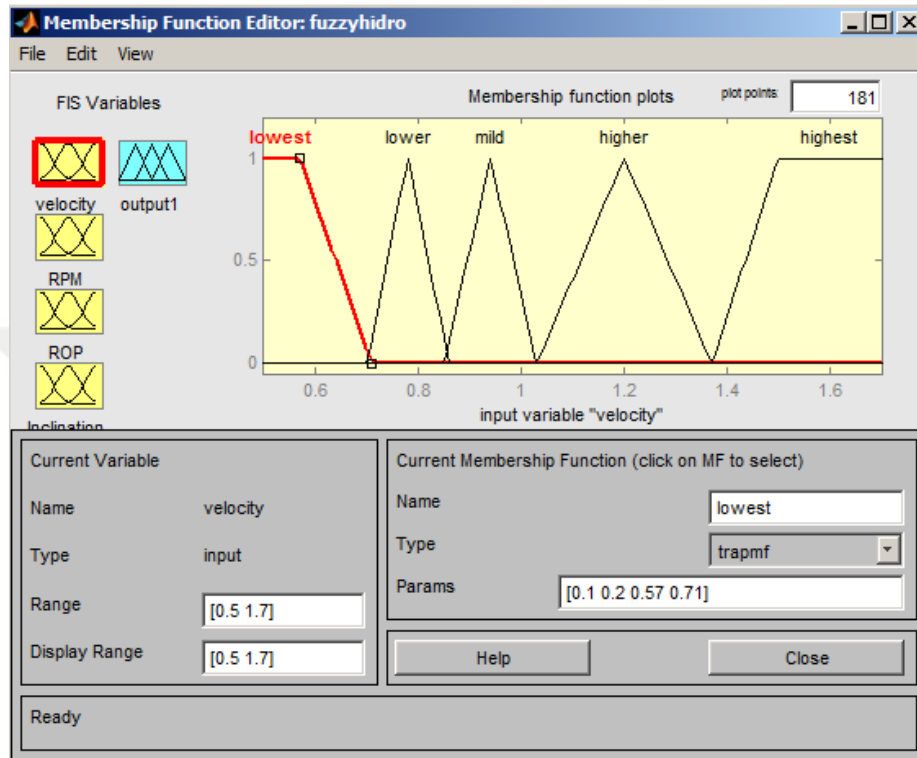 Membership Function Editor: fuzzyhidro
File Edit View
FIS Variables
Membership function plots
plot points:
181
velocity
output1
RPM
ROP
Inclination
lowest
lower
mild
higher
highest
1
0.5
0
0.6
0.8
1
1.2
1.4
1.6
input variable "velocity"
Current Variable
Name
velocity
Type
input
Range
[0.5 1.7]
Display Range
[0.5 1.7]
Current Membership Function (click on MF to select)
Name
lowest
Type
trapmf
Params
[0.1 0.2 0.57 0.71]
Help
Close
Ready